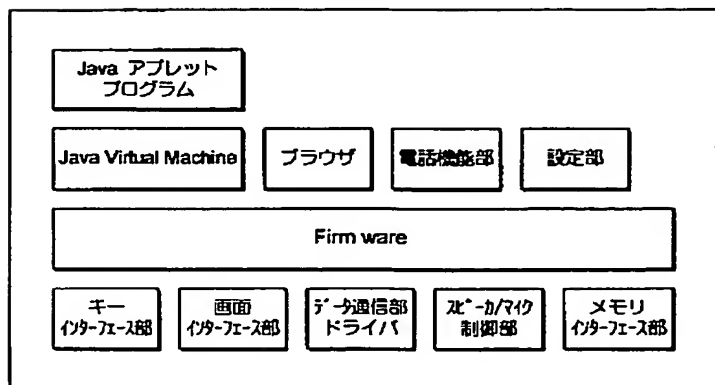 Java アプレット
プログラム
Java Virtual Machine
ブラウザ
電話機能部
設定部
Firm ware
キー
インターフェース部
画面
インターフェース部
データ通信部
ドライバ
スピーカ/マイク
制御部
メモリ
インターフェース部